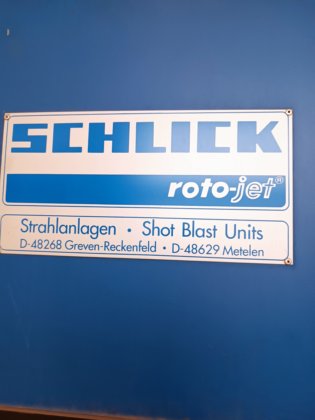 SCHLICK
roto-jet®
Strahlanlagen • Shot Blast Units
D-48268 Greven-Reckenfeld • D-48629 Metelen